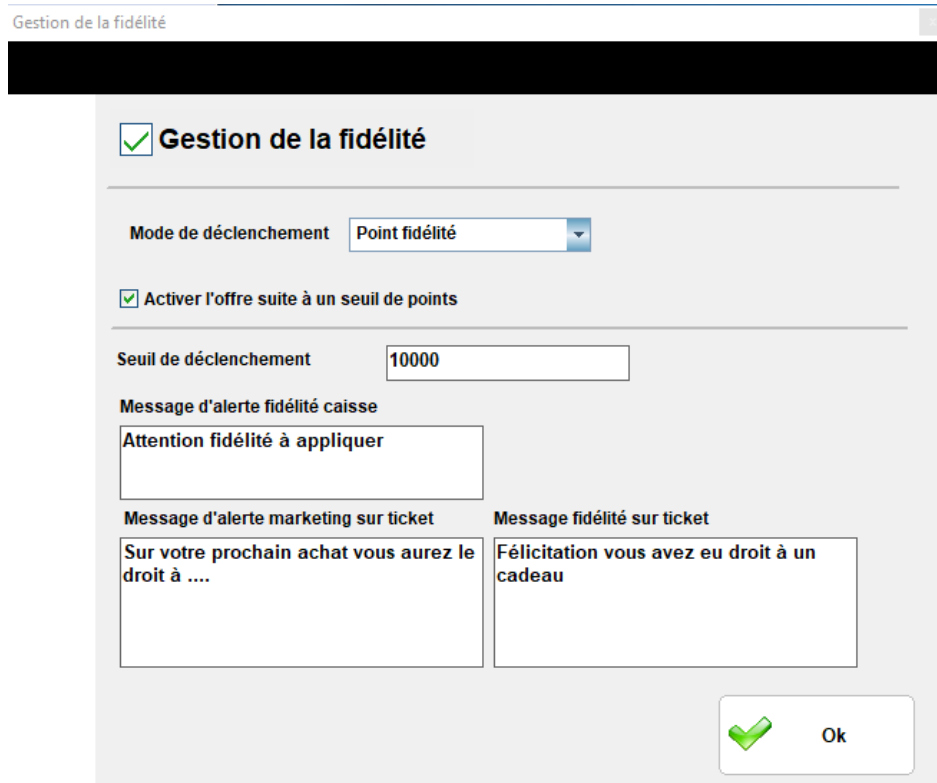 Gestion de la fidélité
Gestion de la fidélité
Mode de déclenchement
Point fidélité
Activer l'offre suite à un seuil de points
Seuil de déclenchement
10000
Message d'alerte fidélité caisse
Attention fidélité à appliquer
Message d'alerte marketing sur ticket
Sur votre prochain achat vous aurez le
droit à ....
Message fidélité sur ticket
Félicitation vous avez eu droit à un
cadeau
Ok